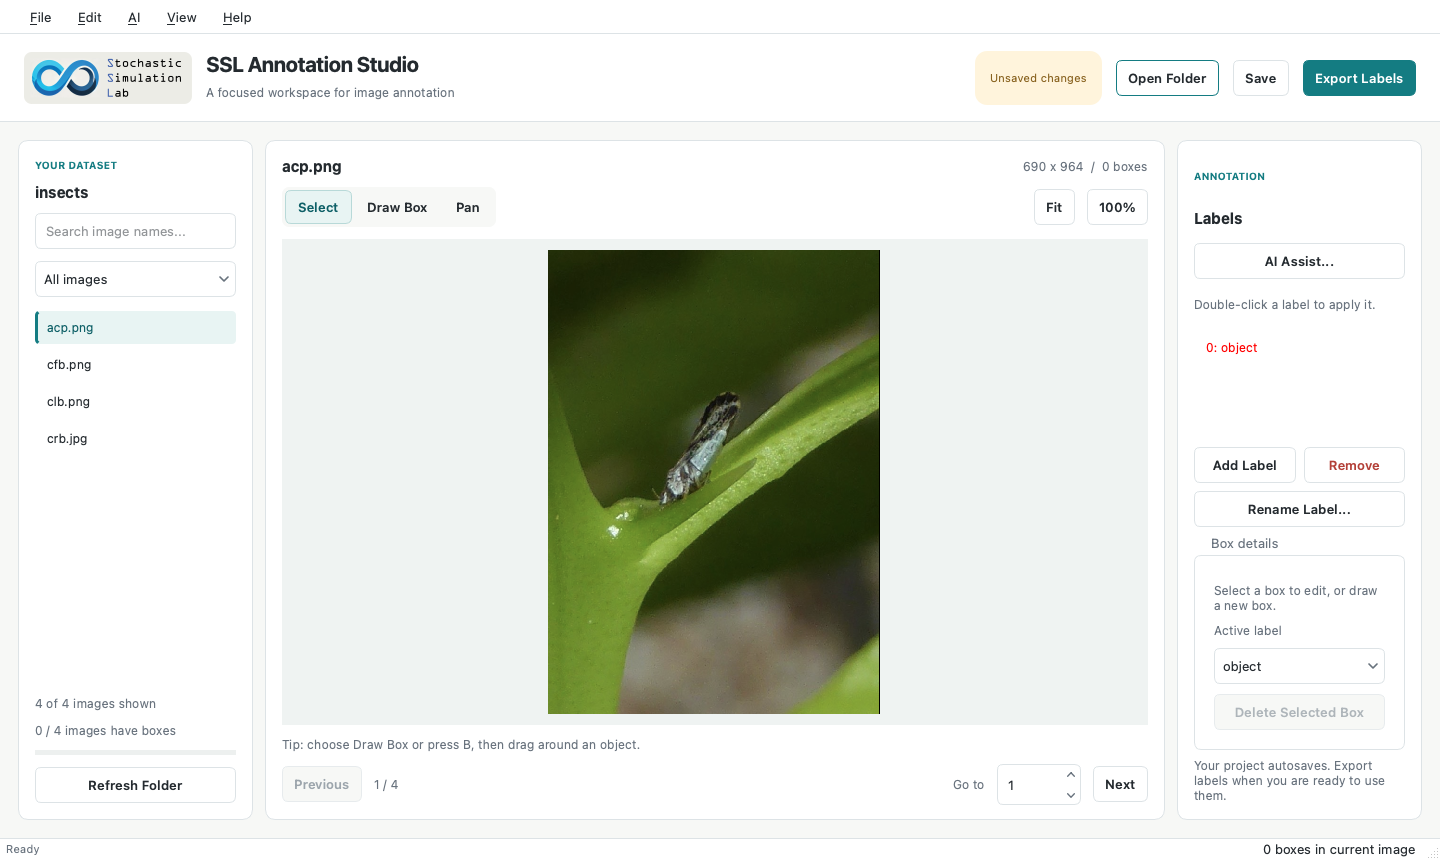 File Edit AI View Help
Stochastic
Simulation
Lab
SSL Annotation Studio
A focused workspace for image annotation
Unsaved changes
Open Folder
Save
Export Labels
YOUR DATASET
insects
Search image names...
All images
acp.png
cfb.png
clb.png
crb.jpg
4 of 4 images shown
0 / 4 images have boxes
Refresh Folder
acp.png
690 x 964 / 0 boxes
Select
Draw Box
Pan
Fit
100%
Tip: choose Draw Box or press B, then drag around an object.
Previous
1 / 4
Go to
1
Next
ANNOTATION
Labels
AI Assist...
Double-click a label to apply it.
0: object
Add Label
Remove
Rename Label...
Box details
Select a box to edit, or draw
a new box.
Active label
object
Delete Selected Box
Your project autosaves. Export
labels when you are ready to use
them.
Ready
0 boxes in current image